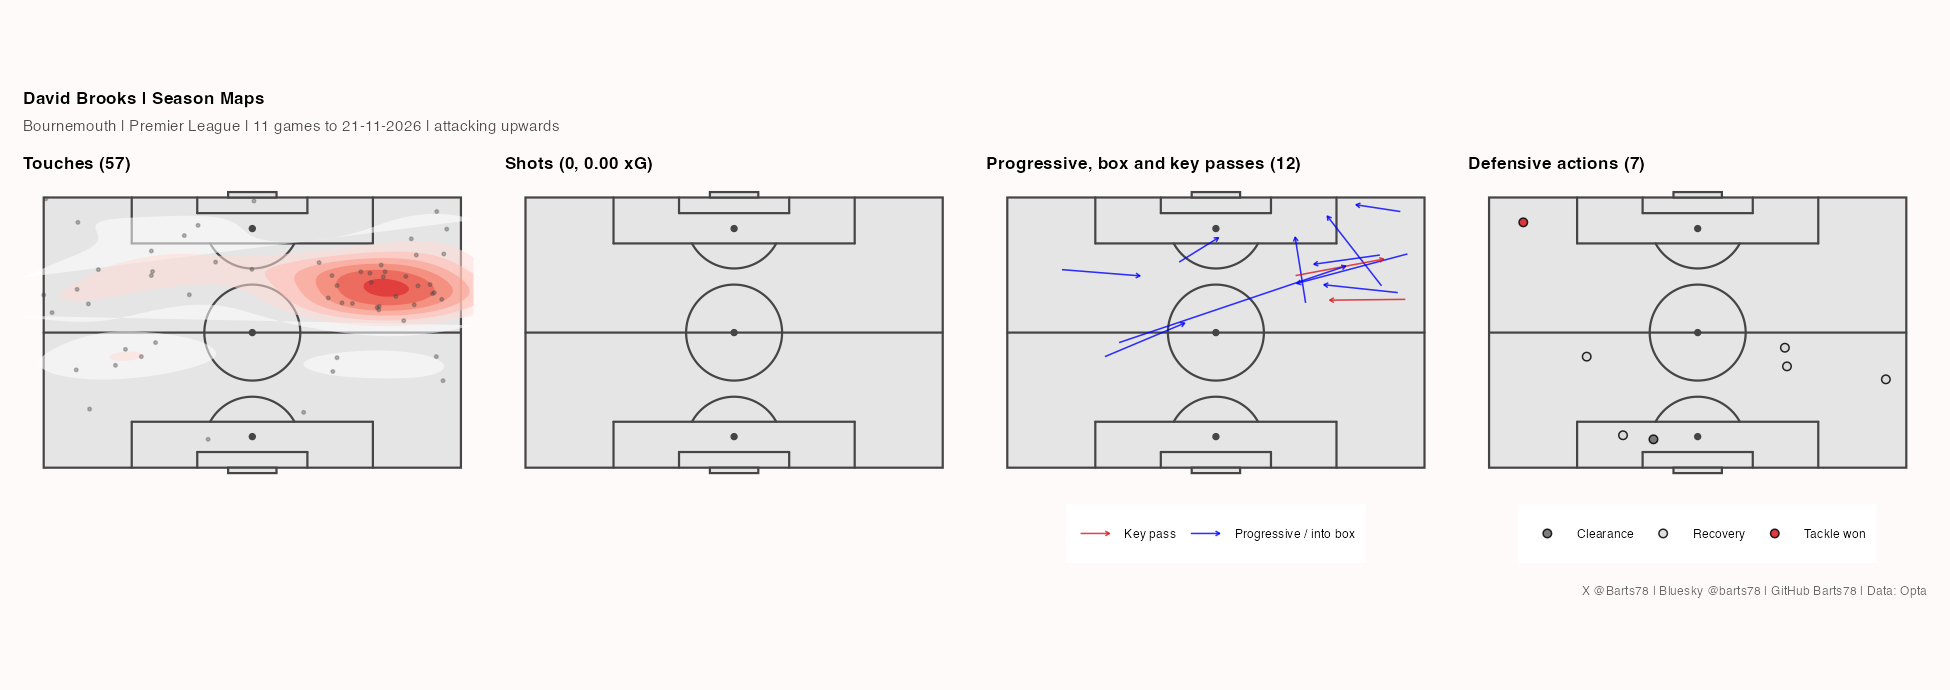 David Brooks | Season Maps
Bournemouth | Premier League | 11 games to 21-11-2026 | attacking upwards
Touches (57)
Shots (0, 0.00 xG)
Progressive, box and key passes (12)
Defensive actions (7)
Key pass
Progressive / into box
Clearance
Recovery
Tackle won
X @Barts78 | Bluesky @barts78 | GitHub Barts78 | Data: Opta